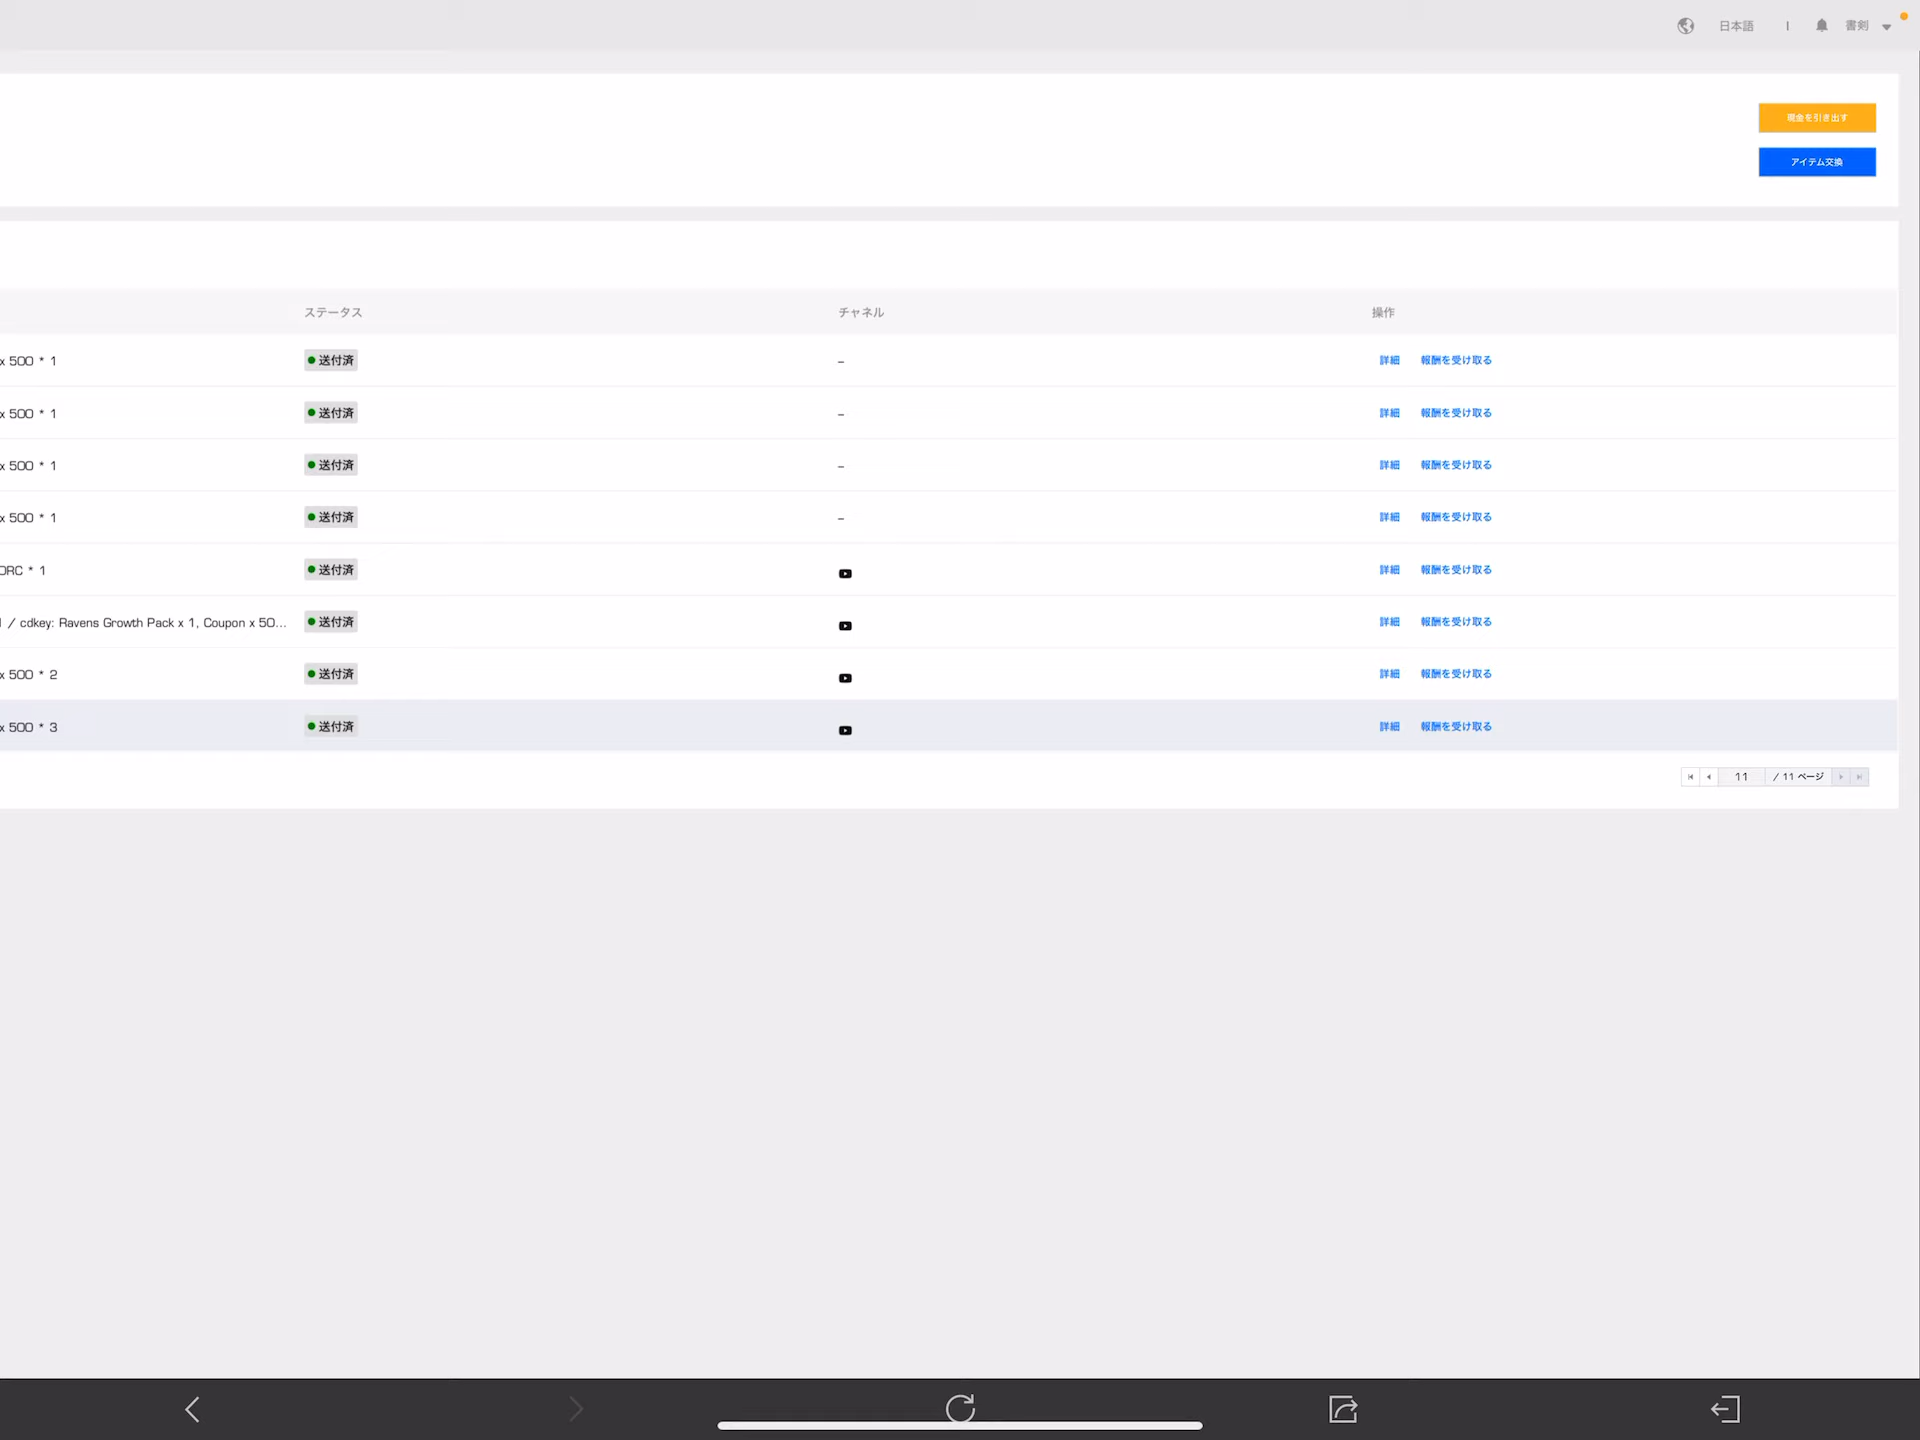 日本語 | 書剣
現金を引き出す
アイテム交換
ステータス チャネル 操作
x 500 * 1 送付済 – 詳細 報酬を受け取る
x 500 * 1 送付済 – 詳細 報酬を受け取る
x 500 * 1 送付済 – 詳細 報酬を受け取る
x 500 * 1 送付済 – 詳細 報酬を受け取る
ORC * 1 送付済 詳細 報酬を受け取る
/ cdkey: Ravens Growth Pack x 1, Coupon x 50... 送付済 詳細 報酬を受け取る
x 500 * 2 送付済 詳細 報酬を受け取る
x 500 * 3 送付済 詳細 報酬を受け取る
11 / 11 ページ